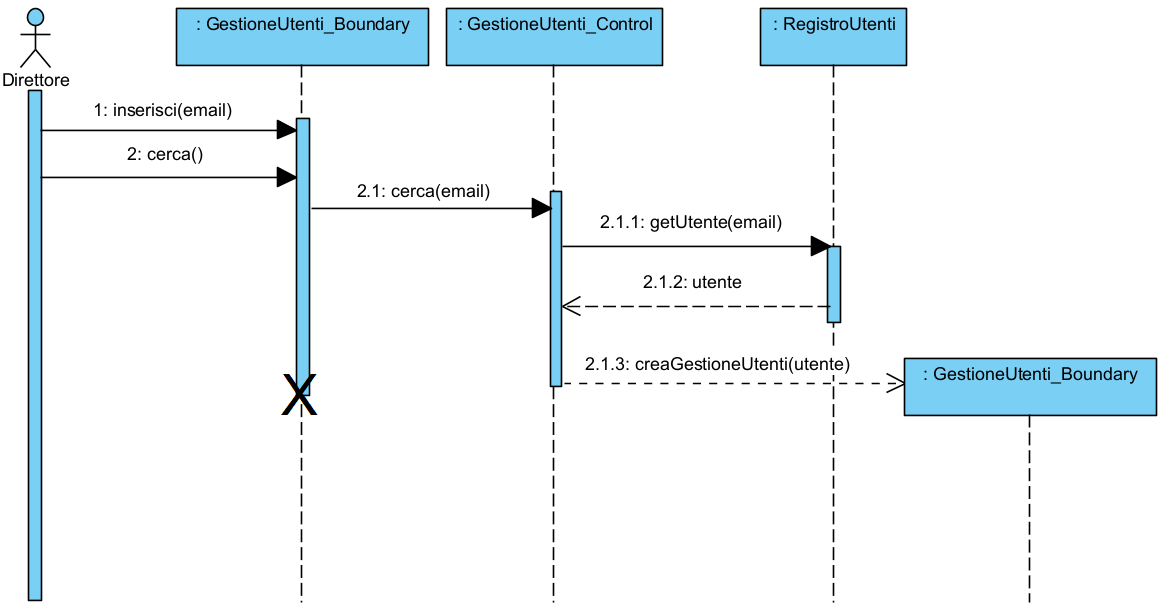 : GestioneUtenti_Boundary
: GestioneUtenti_Control
: RegistroUtenti
Direttore
1: inserisci(email)
2: cerca()
2.1: cerca(email)
2.1.1: getUtente(email)
2.1.2: utente
2.1.3: creaGestioneUtenti(utente)
: GestioneUtenti_Boundary
X